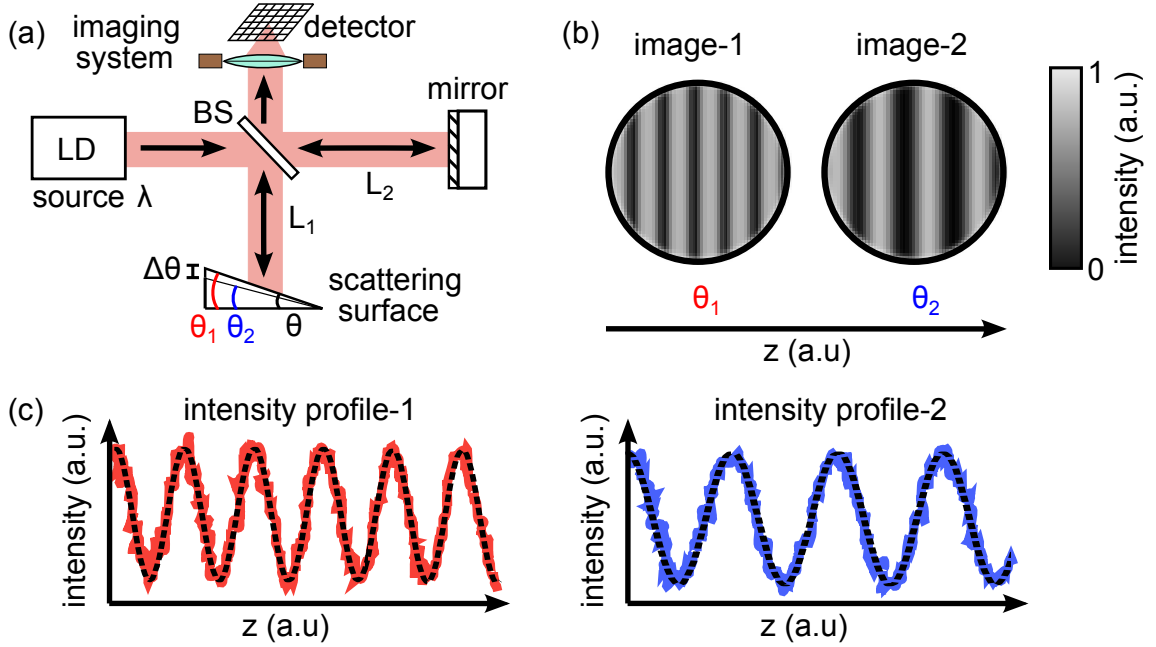 (a)
imaging
system
detector
mirror
BS
LD
source λ
L2
L1
Δθ
scattering
surface
θ1 θ2 θ
(b)
image-1 image-2
θ1 θ2
z (a.u)
1
0
intensity (a.u.)
(c)
intensity profile-1
intensity (a.u.)
z (a.u)
intensity profile-2
intensity (a.u.)
z (a.u)